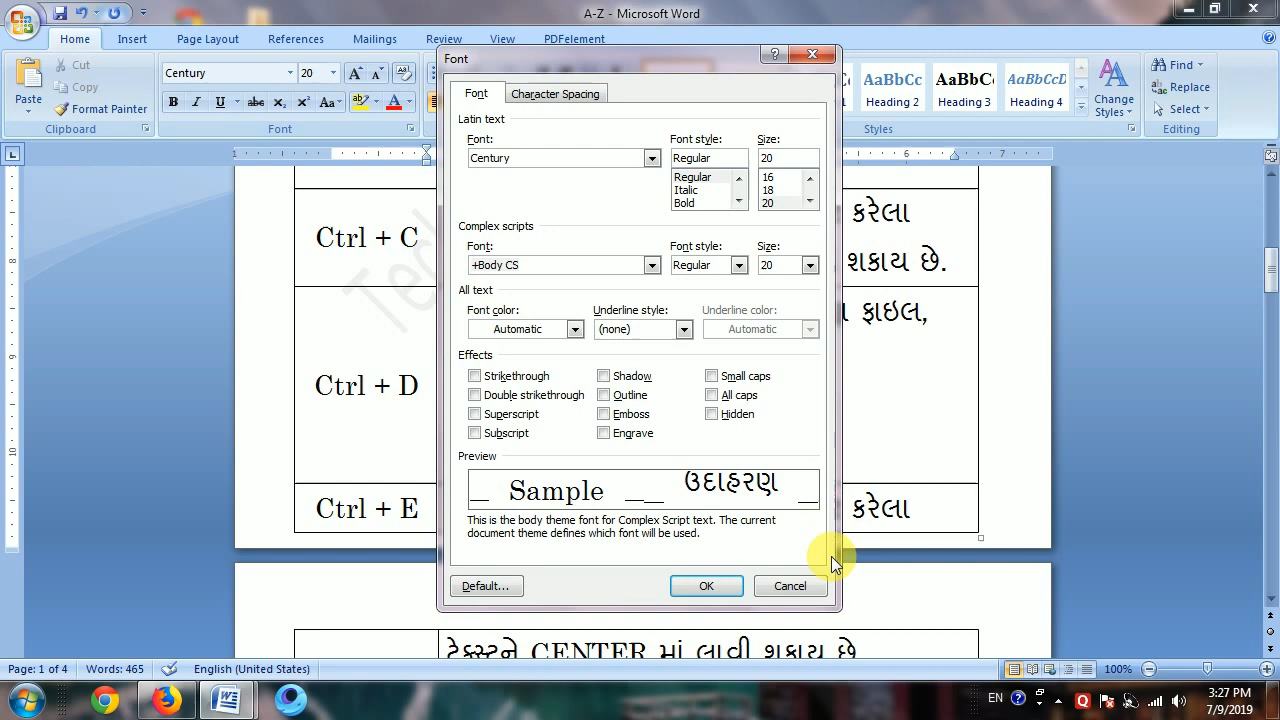 A-Z - Microsoft Word
Home Insert Page Layout References Mailings Review View PDFelement
Paste
Cut
Copy
Format Painter
Clipboard
Century 20
Font
AaBbCc Heading 2
AaBbC Heading 3
AaBbCcD Heading 4
Change Styles
Styles
Find
Replace
Select
Editing
Font
Font Character Spacing
Latin text
Font: Font style: Size:
Century Regular 20
Regular 16
Italic 18
Bold 20
Complex scripts
Font: Font style: Size:
+Body CS Regular 20
All text
Font color: Underline style: Underline color:
Automatic (none) Automatic
Effects
Strikethrough Shadow Small caps
Double strikethrough Outline All caps
Superscript Emboss Hidden
Subscript Engrave
Preview
Sample ઉદાહરણ
This is the body theme font for Complex Script text. The current
document theme defines which font will be used.
Default... OK Cancel
કરેલા
Ctrl + C
શકાય છે.
ફાઇલ,
Ctrl + D
Ctrl + E કરેલા
ટેક્સ્ટને CENTER માં લાવી શકાય છે
Page: 1 of 4 Words: 465 English (United States) 100%
EN 3:27 PM
7/9/2019